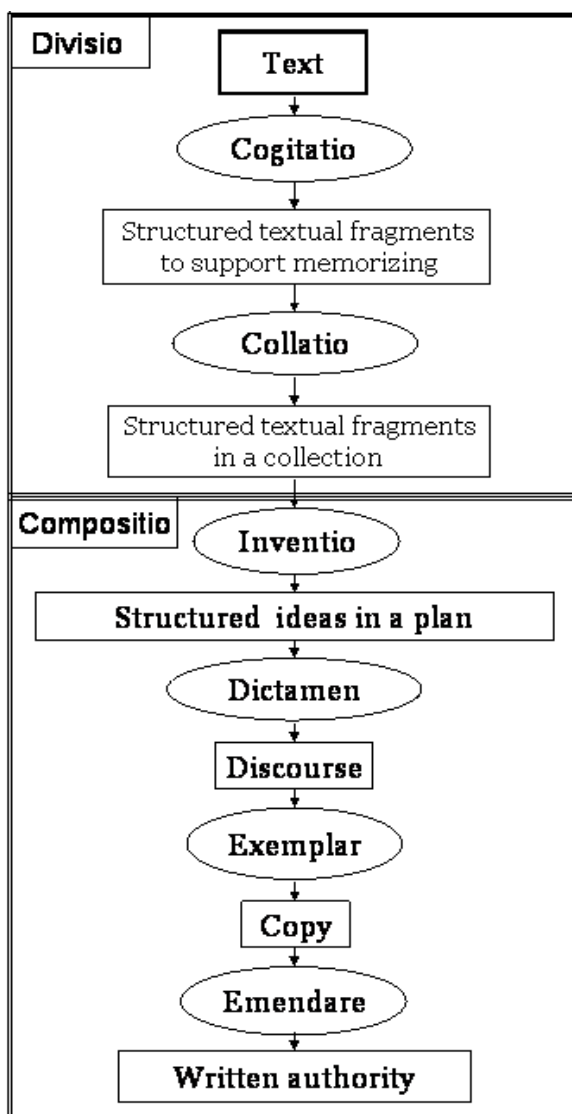 Divisio
Text
Cogitatio
Structured textual fragments
to support memorizing
Collatio
Structured textual fragments
in a collection
Compositio
Inventio
Structured ideas in a plan
Dictamen
Discourse
Exemplar
Copy
Emendare
Written authority